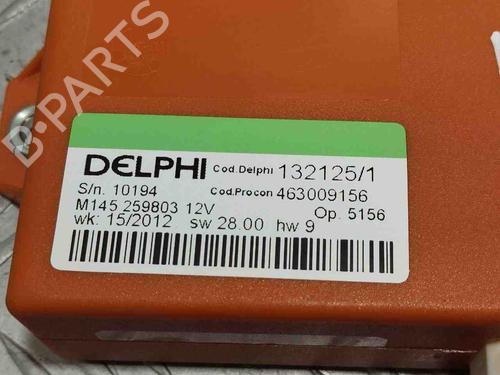 B-PARTS
DELPHI Cod.Delphi 132125/1
S/n. 10194 Cod.Procon 463009156
M145 259803 12V Op. 5156
wk: 15/2012 sw 28.00 hw 9